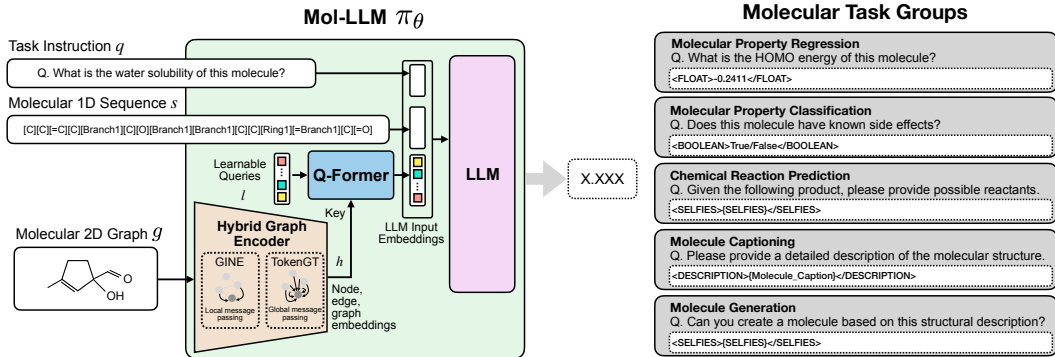 Mol-LLM πθ
Task Instruction q
Q. What is the water solubility of this molecule?
Molecular 1D Sequence s
[C][C][=C][C][Branch1][C][O][Branch1][Branch1][C][C][Ring1][=Branch1][C][=O]
Learnable
Queries
l
Q-Former
Key
h
LLM Input
Embeddings
LLM
X.XXX
Molecular 2D Graph g
O
OH
Hybrid Graph
Encoder
GINE
Local message
passing
TokenGT
Global message
passing
Node,
edge,
graph
embeddings
Molecular Task Groups
Molecular Property Regression
Q. What is the HOMO energy of this molecule?
<FLOAT>-0.2411</FLOAT>
Molecular Property Classification
Q. Does this molecule have known side effects?
<BOOLEAN>True/False</BOOLEAN>
Chemical Reaction Prediction
Q. Given the following product, please provide possible reactants.
<SELFIES>{SELFIES}</SELFIES>
Molecule Captioning
Q. Please provide a detailed description of the molecular structure.
<DESCRIPTION>{Molecule_Caption}</DESCRIPTION>
Molecule Generation
Q. Can you create a molecule based on this structural description?
<SELFIES>{SELFIES}</SELFIES>